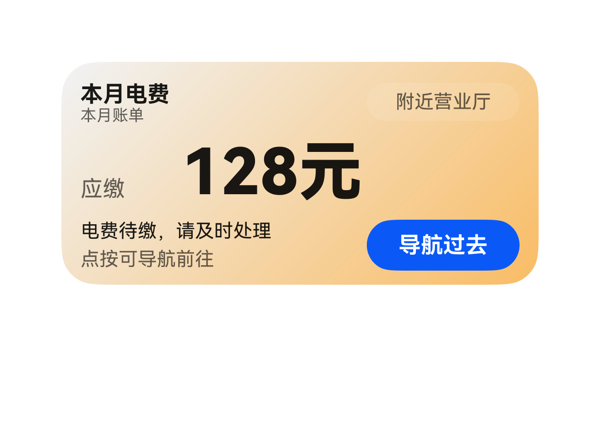 本月电费
本月账单
附近营业厅
应缴
128元
电费待缴，请及时处理
点按可导航前往
导航过去